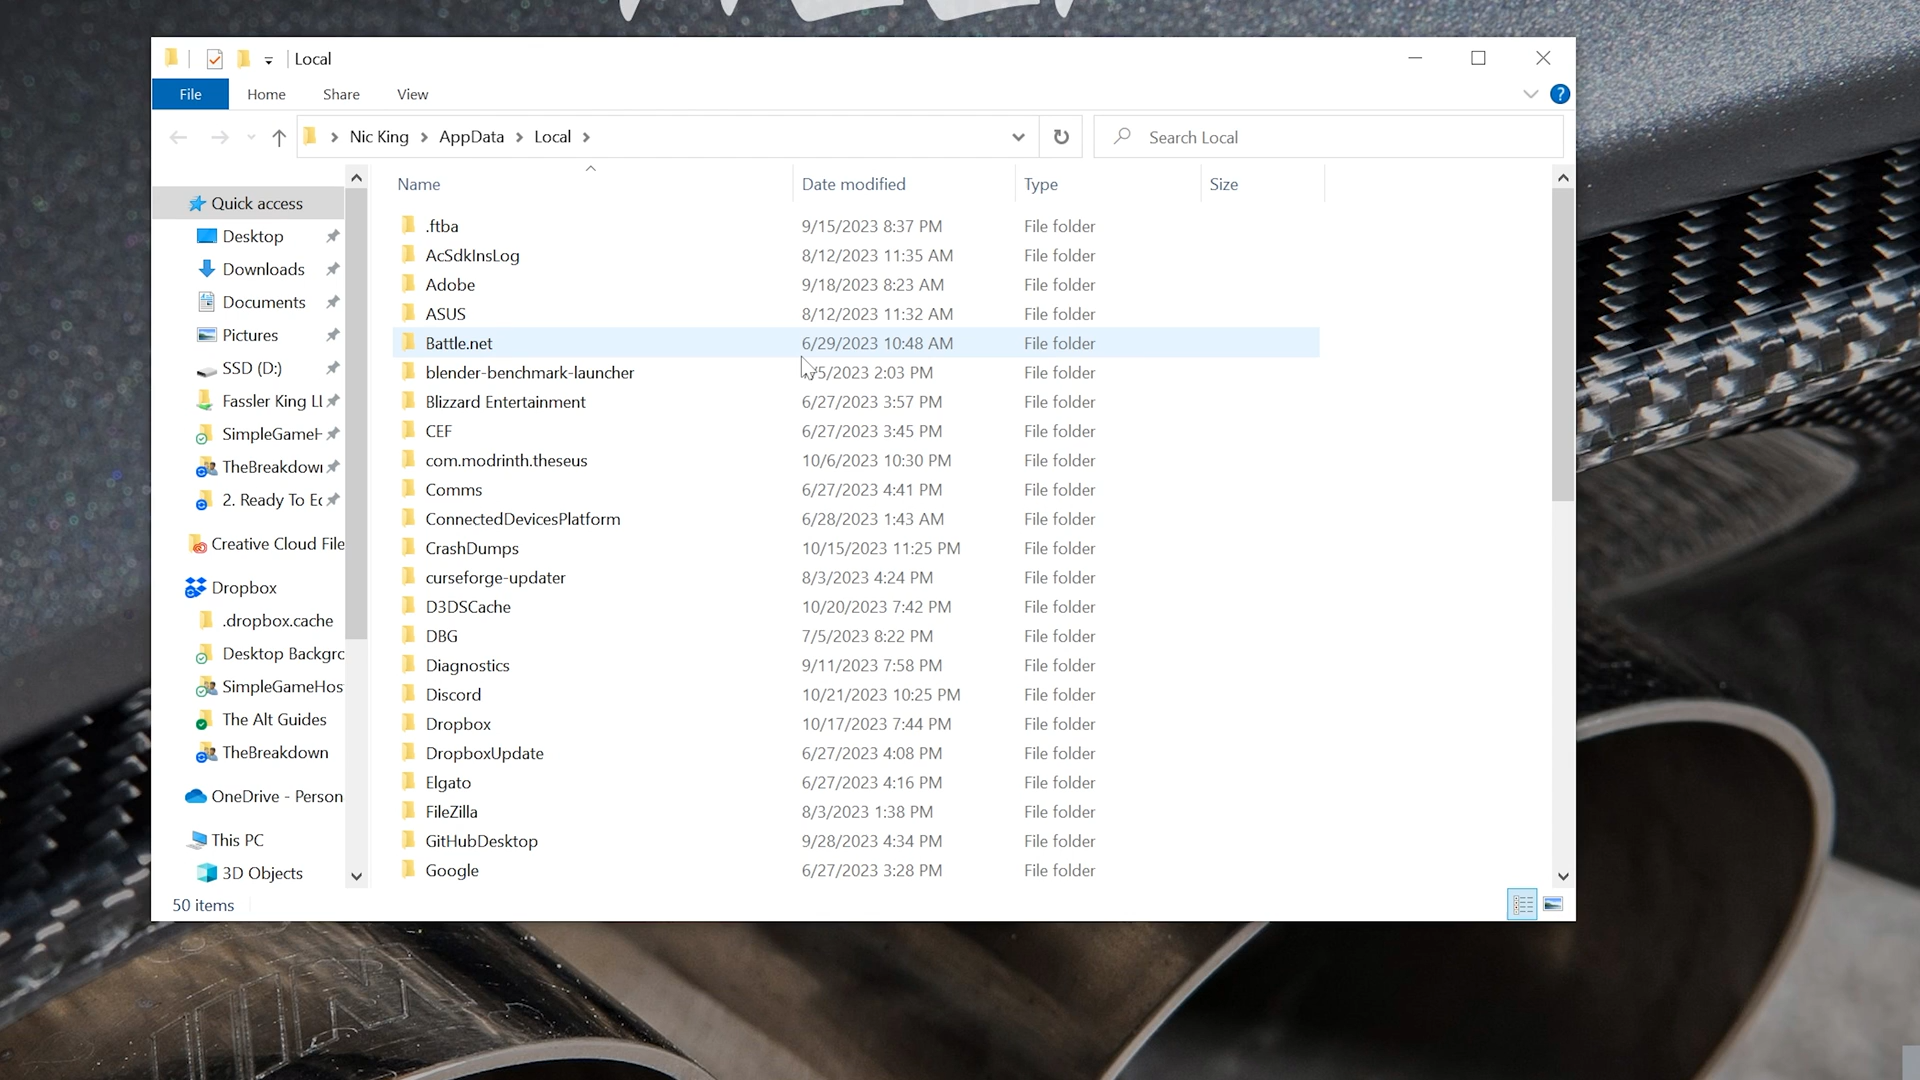 Local
File Home Share View ?
Nic King AppData Local
Search Local
Name Date modified Type Size
Quick access
Desktop
Downloads
Documents
Pictures
SSD (D:)
Fassler King Ll
SimpleGameH
TheBreakdow
2. Ready To Ec
Creative Cloud File
Dropbox
.dropbox.cache
Desktop Backgro
SimpleGameHos
The Alt Guides
TheBreakdown
OneDrive - Person
This PC
3D Objects
.ftba 9/15/2023 8:37 PM File folder
AcSdkInsLog 8/12/2023 11:35 AM File folder
Adobe 9/18/2023 8:23 AM File folder
ASUS 8/12/2023 11:32 AM File folder
Battle.net 6/29/2023 10:48 AM File folder
blender-benchmark-launcher /5/2023 2:03 PM File folder
Blizzard Entertainment 6/27/2023 3:57 PM File folder
CEF 6/27/2023 3:45 PM File folder
com.modrinth.theseus 10/6/2023 10:30 PM File folder
Comms 6/27/2023 4:41 PM File folder
ConnectedDevicesPlatform 6/28/2023 1:43 AM File folder
CrashDumps 10/15/2023 11:25 PM File folder
curseforge-updater 8/3/2023 4:24 PM File folder
D3DSCache 10/20/2023 7:42 PM File folder
DBG 7/5/2023 8:22 PM File folder
Diagnostics 9/11/2023 7:58 PM File folder
Discord 10/21/2023 10:25 PM File folder
Dropbox 10/17/2023 7:44 PM File folder
DropboxUpdate 6/27/2023 4:08 PM File folder
Elgato 6/27/2023 4:16 PM File folder
FileZilla 8/3/2023 1:38 PM File folder
GitHubDesktop 9/28/2023 4:34 PM File folder
Google 6/27/2023 3:28 PM File folder
50 items